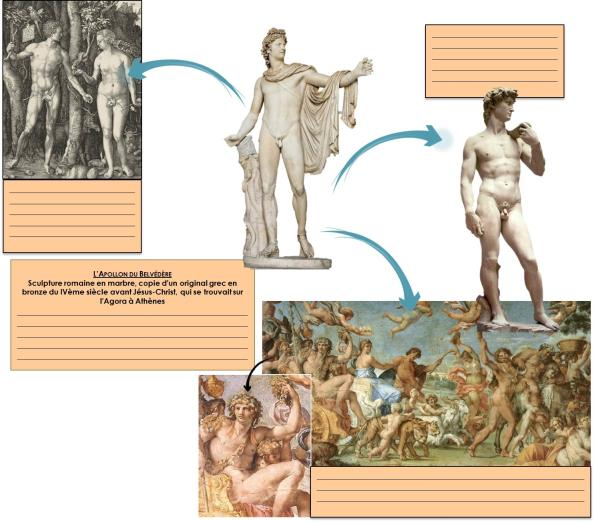 L'APOLLON DU BELVÉDÈRE
Sculpture romaine en marbre, copie d'un original grec en
bronze du IVème siècle avant Jésus-Christ, qui se trouvait sur
l'Agora à Athènes